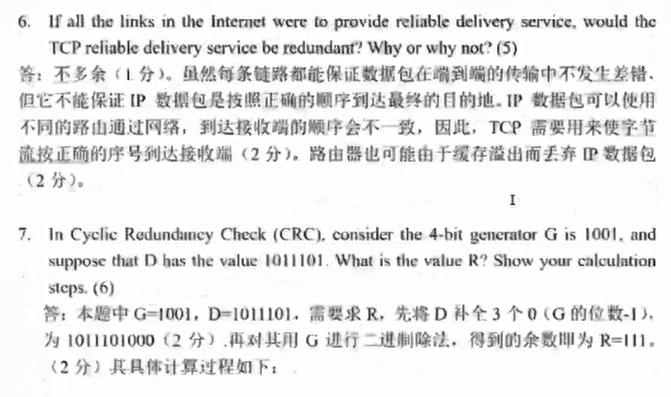 6. If all the links in the Internet were to provide reliable delivery service, would the
TCP reliable delivery service be redundant? Why or why not? (5)
答：不多余（1 分）。虽然每条链路都能保证数据包在端到端的传输中不发生差错，
但它不能保证 IP 数据包是按照正确的顺序到达最终的目的地。IP 数据包可以使用
不同的路由通过网络，到达接收端的顺序会不一致，因此，TCP 需要用来使字节
流按正确的序号到达接收端（2 分）。路由器也可能由于缓存溢出而丢弃 IP 数据包
（2 分）。
7. In Cyclic Redundancy Check (CRC), consider the 4-bit generator G is 1001, and
suppose that D has the value 1011101. What is the value R? Show your calculation
steps. (6)
答：本题中 G=1001，D=1011101，需要求 R，先将 D 补全 3 个 0（G 的位数-1），
为 1011101000（2 分）.再对其用 G 进行二进制除法，得到的余数即为 R=111。
（2 分）其具体计算过程如下：